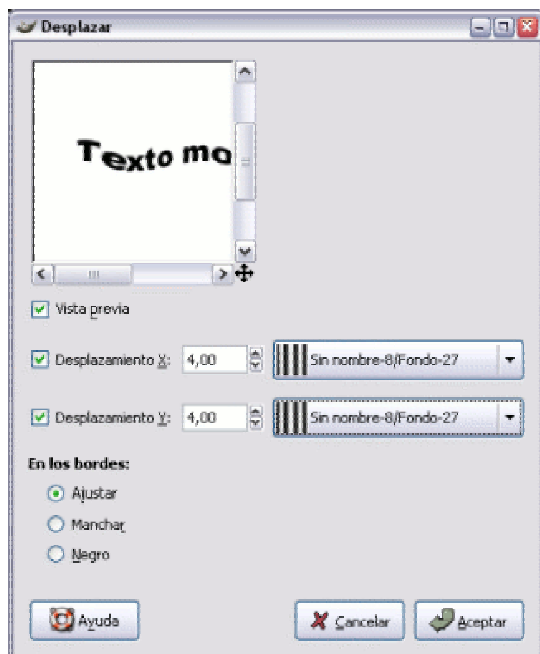 Desplazar
Texto mo
Vista previa
Desplazamiento X: 4,00 Sin nombre-8/Fondo-27
Desplazamiento Y: 4,00 Sin nombre-8/Fondo-27
En los bordes:
Ajustar
Manchar
Negro
Ayuda Cancelar Aceptar